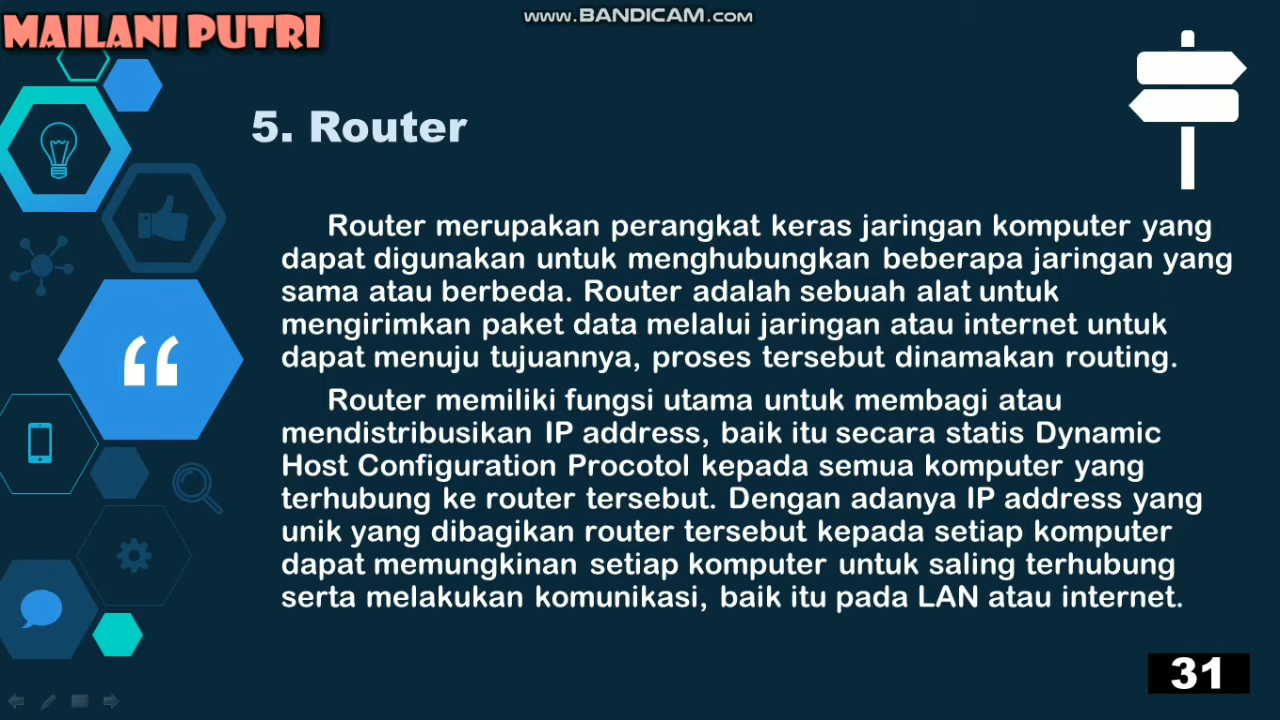 MAILANI PUTRI
www.BANDICAM.com
5. Router
Router merupakan perangkat keras jaringan komputer yang
dapat digunakan untuk menghubungkan beberapa jaringan yang
sama atau berbeda. Router adalah sebuah alat untuk
mengirimkan paket data melalui jaringan atau internet untuk
dapat menuju tujuannya, proses tersebut dinamakan routing.
Router memiliki fungsi utama untuk membagi atau
mendistribusikan IP address, baik itu secara statis Dynamic
Host Configuration Procotol kepada semua komputer yang
terhubung ke router tersebut. Dengan adanya IP address yang
unik yang dibagikan router tersebut kepada setiap komputer
dapat memungkinan setiap komputer untuk saling terhubung
serta melakukan komunikasi, baik itu pada LAN atau internet.
31